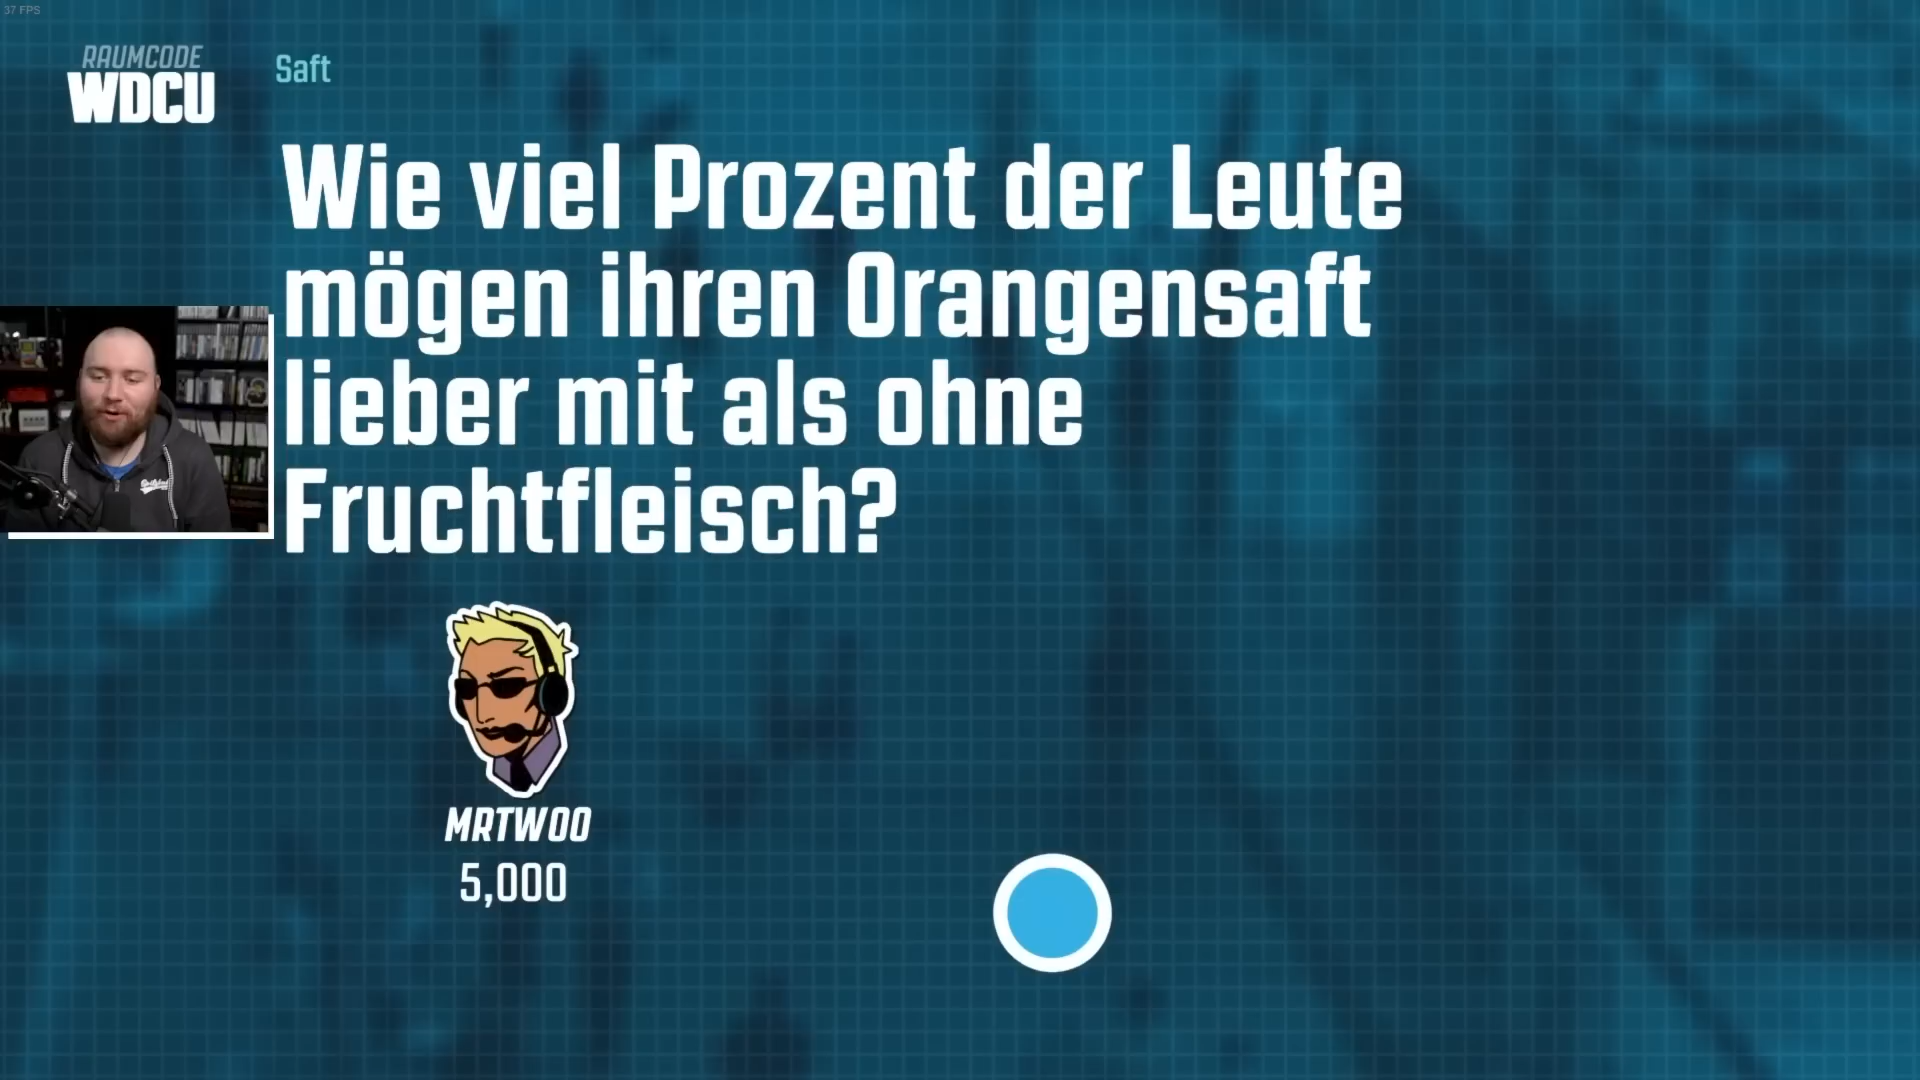 37 FPS
RAUMCODE
WDCU
Saft
Wie viel Prozent der Leute
mögen ihren Orangensaft
lieber mit als ohne
Fruchtfleisch?
MRTWOO
5,000